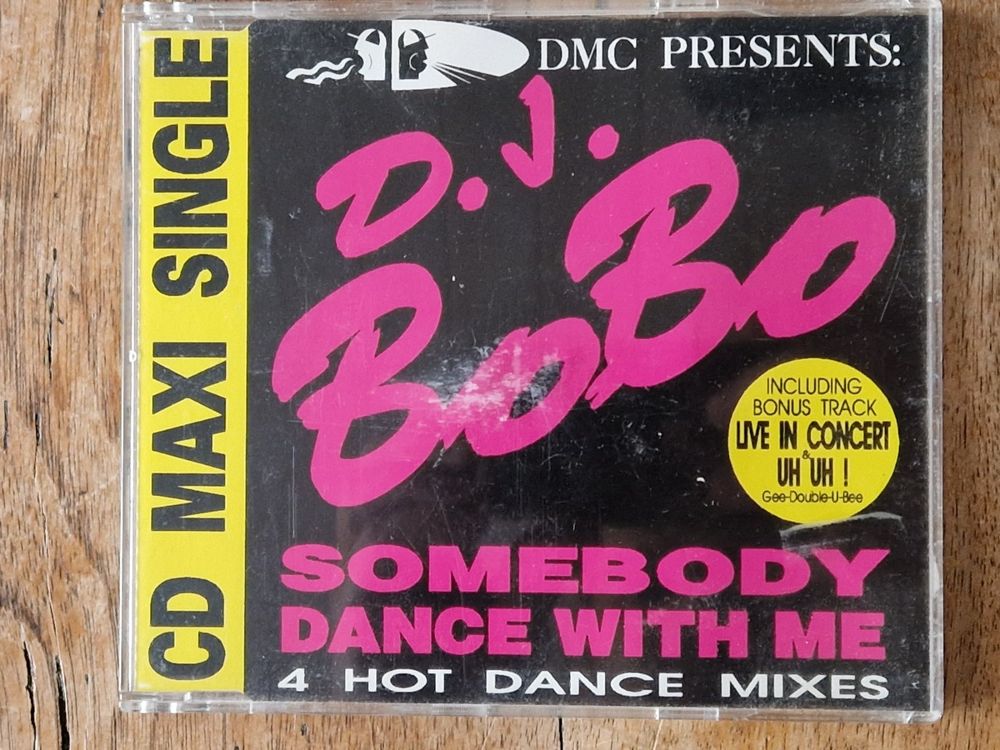 CD MAXI SINGLE
DMC PRESENTS:
D.J.
BoBo
INCLUDING
BONUS TRACK
LIVE IN CONCERT
&
UH UH !
Gee-Double-U-Bee
SOMEBODY
DANCE WITH ME
4 HOT DANCE MIXES